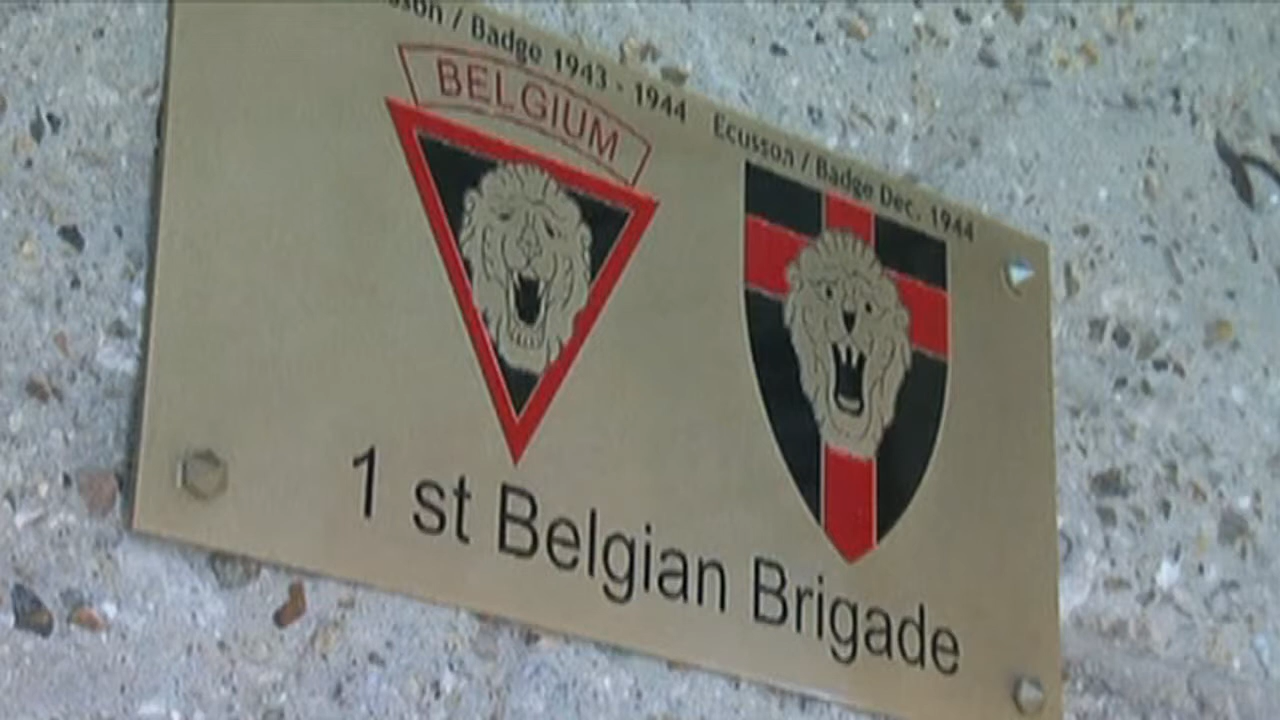 / Badge 1943 - 1944
Ecusson / Badge Dec. 1944
BELGIUM
1 st Belgian Brigade